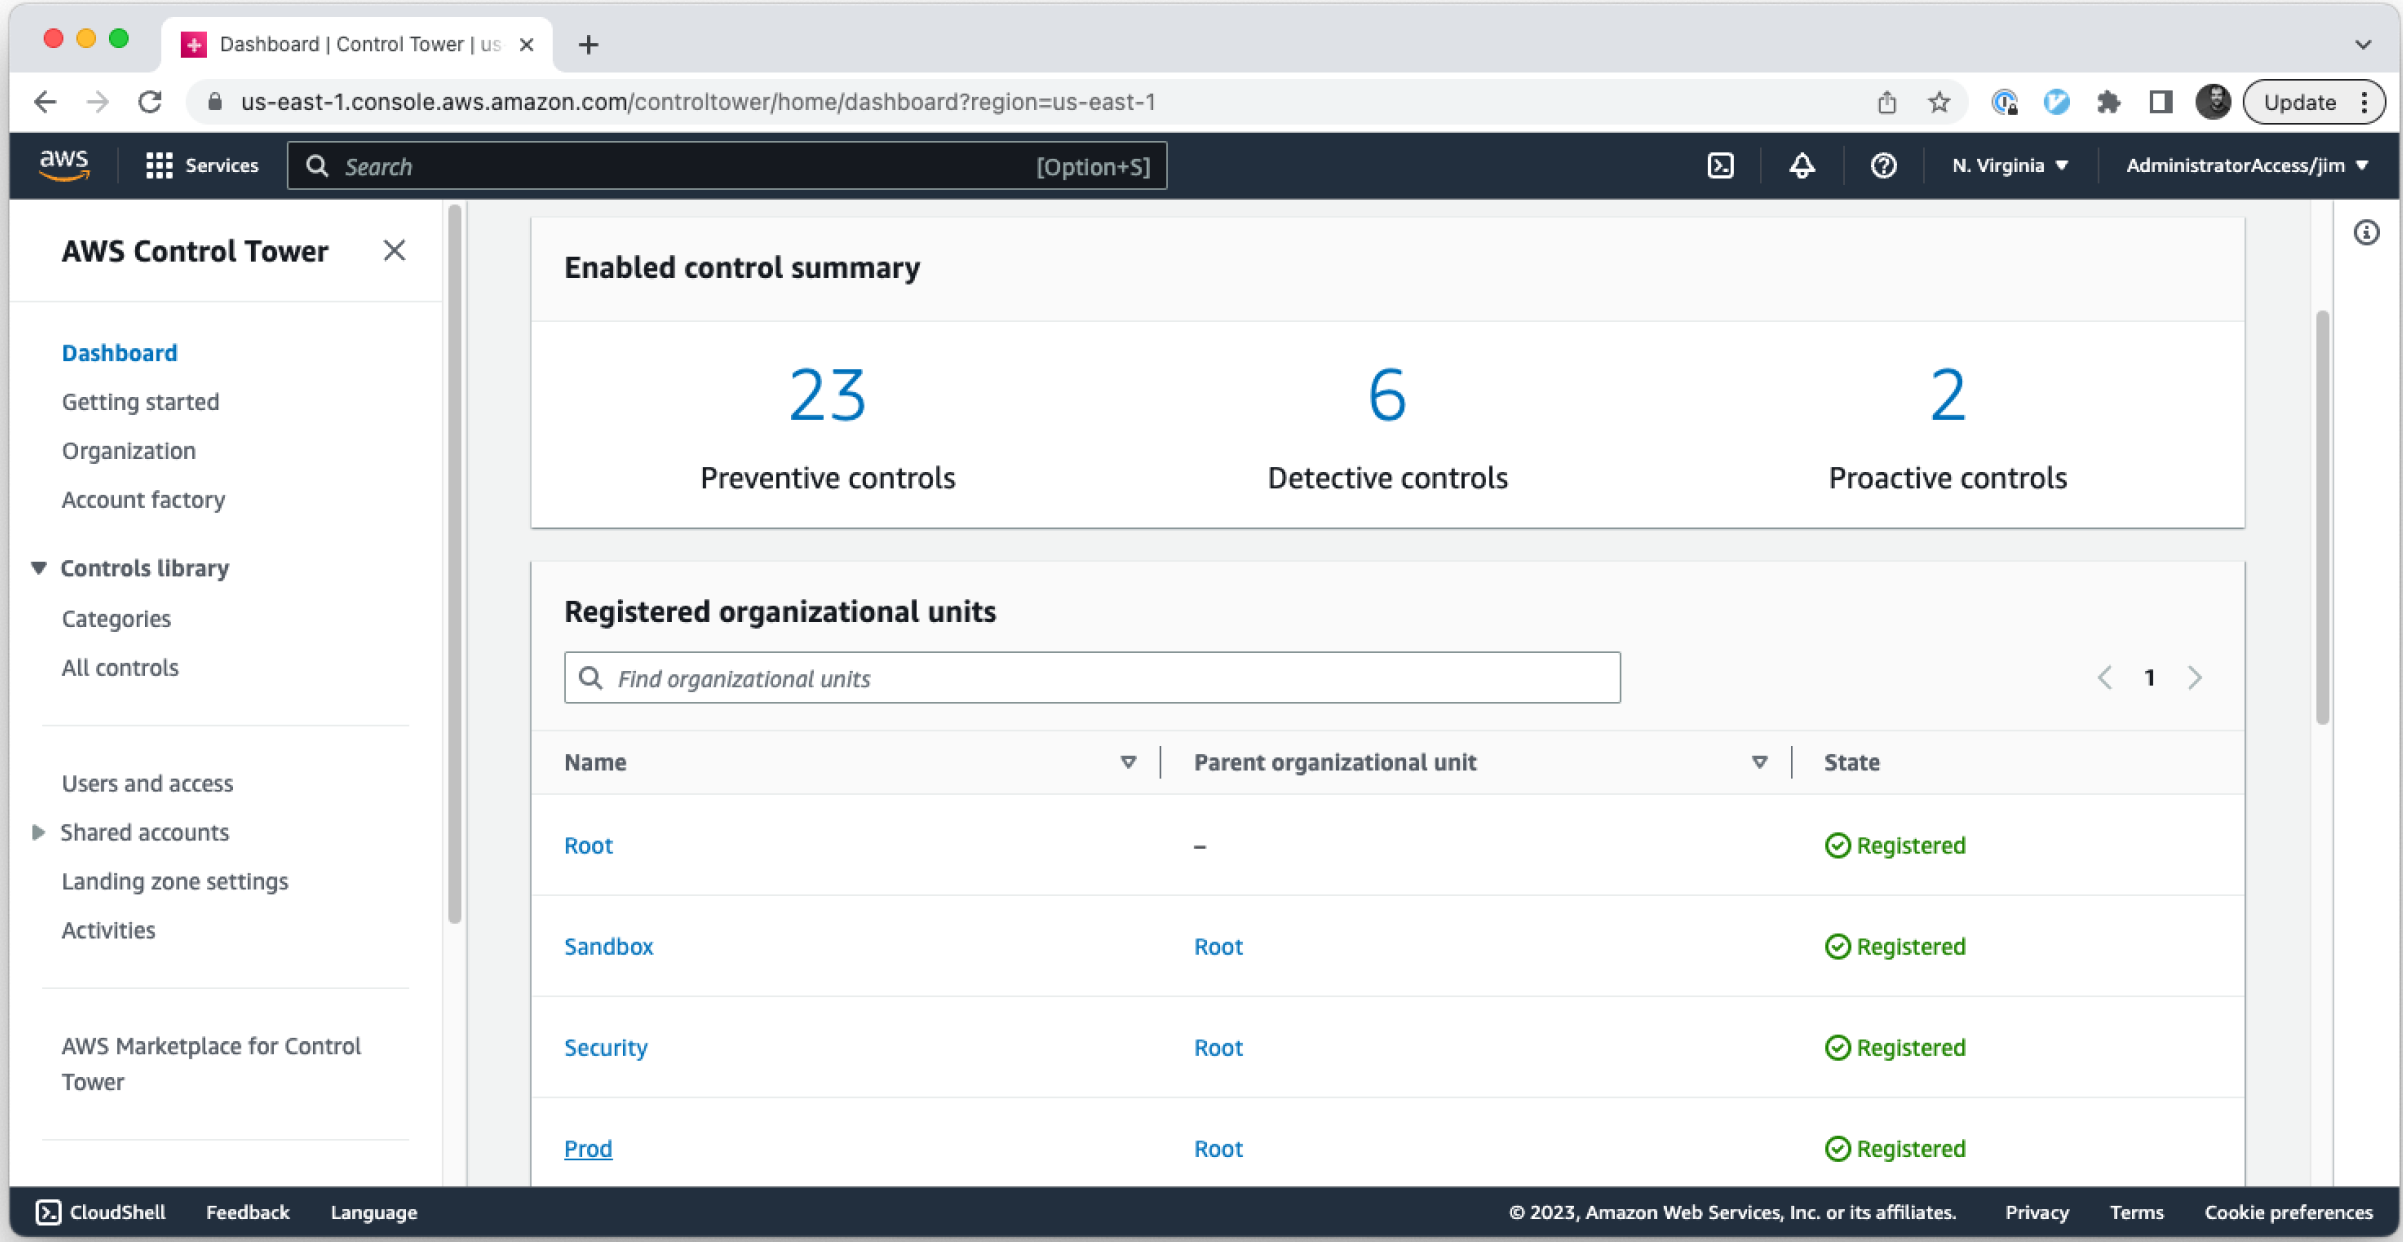 Dashboard | Control Tower | us
us-east-1.console.aws.amazon.com/controltower/home/dashboard?region=us-east-1
Update
aws
Services
Search
[Option+S]
N. Virginia
AdministratorAccess/jim
AWS Control Tower
Dashboard
Getting started
Organization
Account factory
Controls library
Categories
All controls
Users and access
Shared accounts
Landing zone settings
Activities
AWS Marketplace for Control
Tower
Enabled control summary
23
6
2
Preventive controls
Detective controls
Proactive controls
Registered organizational units
Find organizational units
1
Name
Parent organizational unit
State
Root
–
Registered
Sandbox
Root
Registered
Security
Root
Registered
Prod
Root
Registered
CloudShell
Feedback
Language
© 2023, Amazon Web Services, Inc. or its affiliates.
Privacy
Terms
Cookie preferences